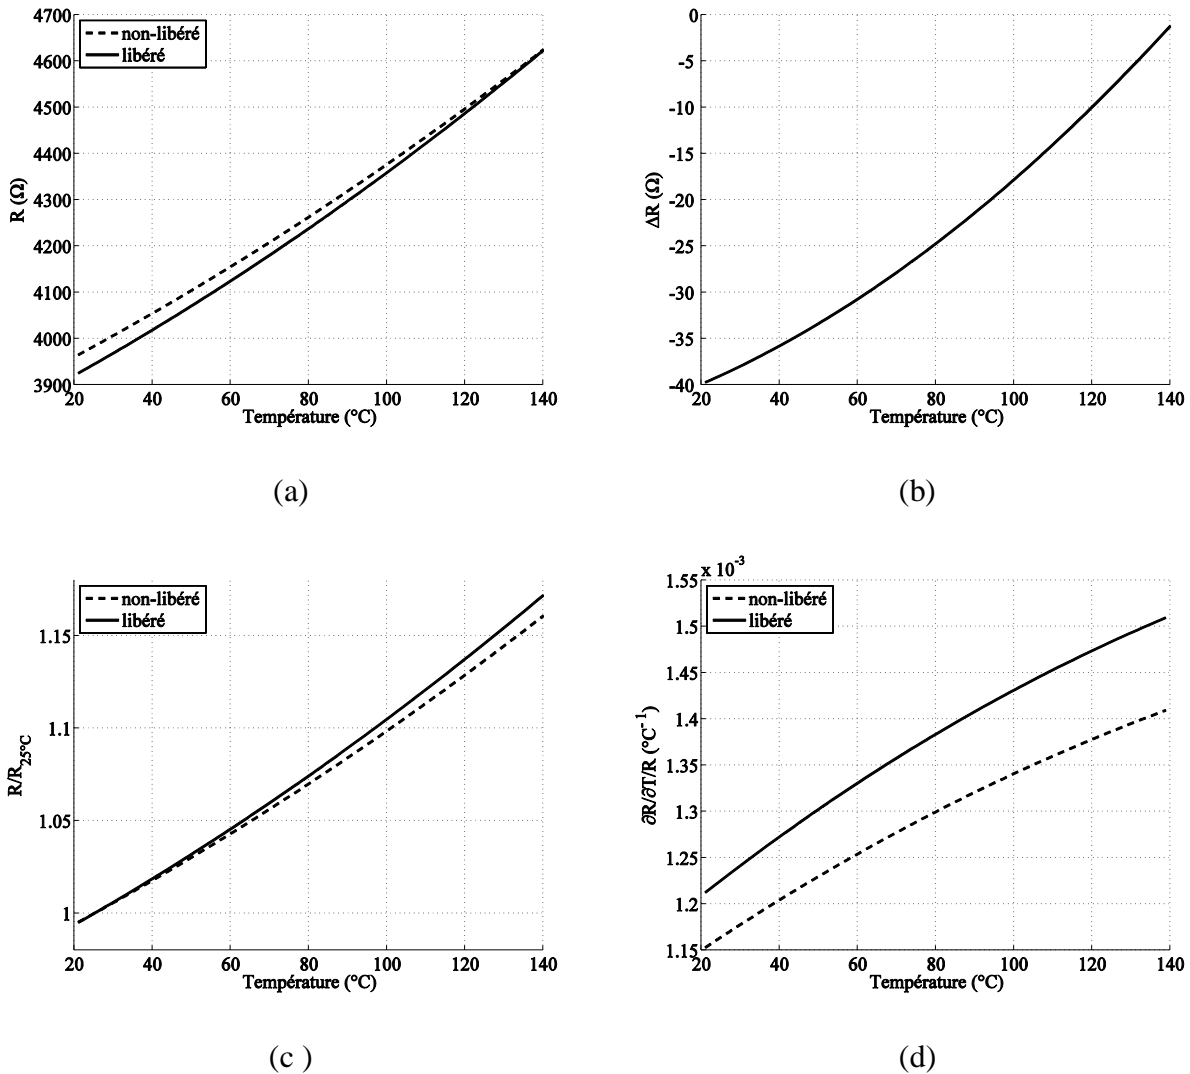 4700
4600
4500
4400
4300
4200
4100
4000
3900
R (Ω)
non-libéré
libéré
20 40 60 80 100 120 140
Température (°C)
(a)
0
-5
-10
-15
-20
-25
-30
-35
-40
ΔR (Ω)
20 40 60 80 100 120 140
Température (°C)
(b)
1.15
1.1
1.05
1
R/R25°C
non-libéré
libéré
20 40 60 80 100 120 140
Température (°C)
(c )
x 10-3
1.55
1.5
1.45
1.4
1.35
1.3
1.25
1.2
1.15
∂R/∂T/R (°C-1)
non-libéré
libéré
20 40 60 80 100 120 140
Température (°C)
(d)